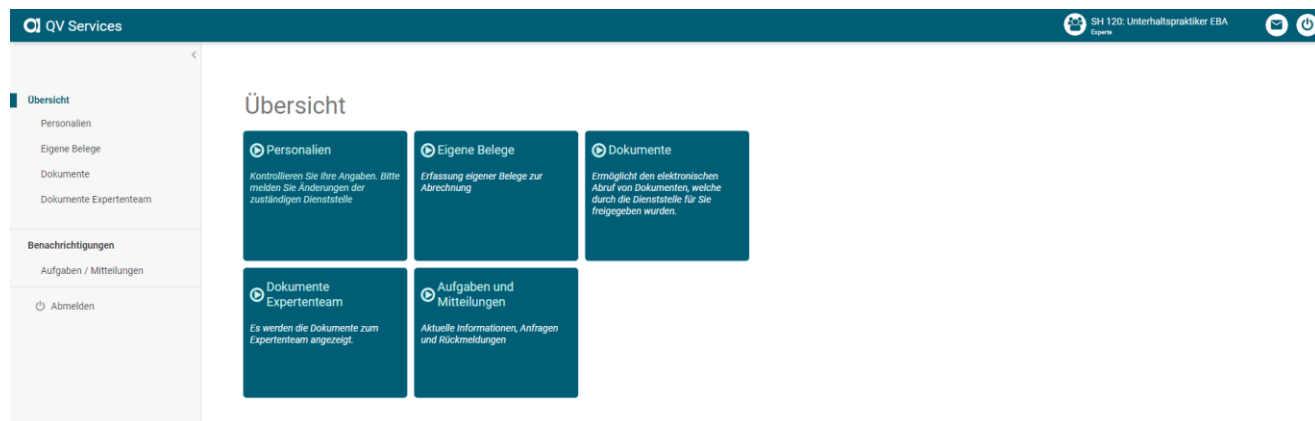 QV Services
SH 120: Unterhaltspraktiker EBA
Experte
Übersicht
Personalien
Eigene Belege
Dokumente
Dokumente Expertenteam
Benachrichtigungen
Aufgaben / Mitteilungen
Abmelden
Übersicht
Personalien
Kontrollieren Sie Ihre Angaben. Bitte
melden Sie Änderungen der
zuständigen Dienststelle
Eigene Belege
Erfassung eigener Belege zur
Abrechnung
Dokumente
Ermöglicht den elektronischen
Abruf von Dokumenten, welche
durch die Dienststelle für Sie
freigegeben wurden.
Dokumente
Expertenteam
Es werden die Dokumente zum
Expertenteam angezeigt.
Aufgaben und
Mitteilungen
Aktuelle Informationen, Anfragen
und Rückmeldungen